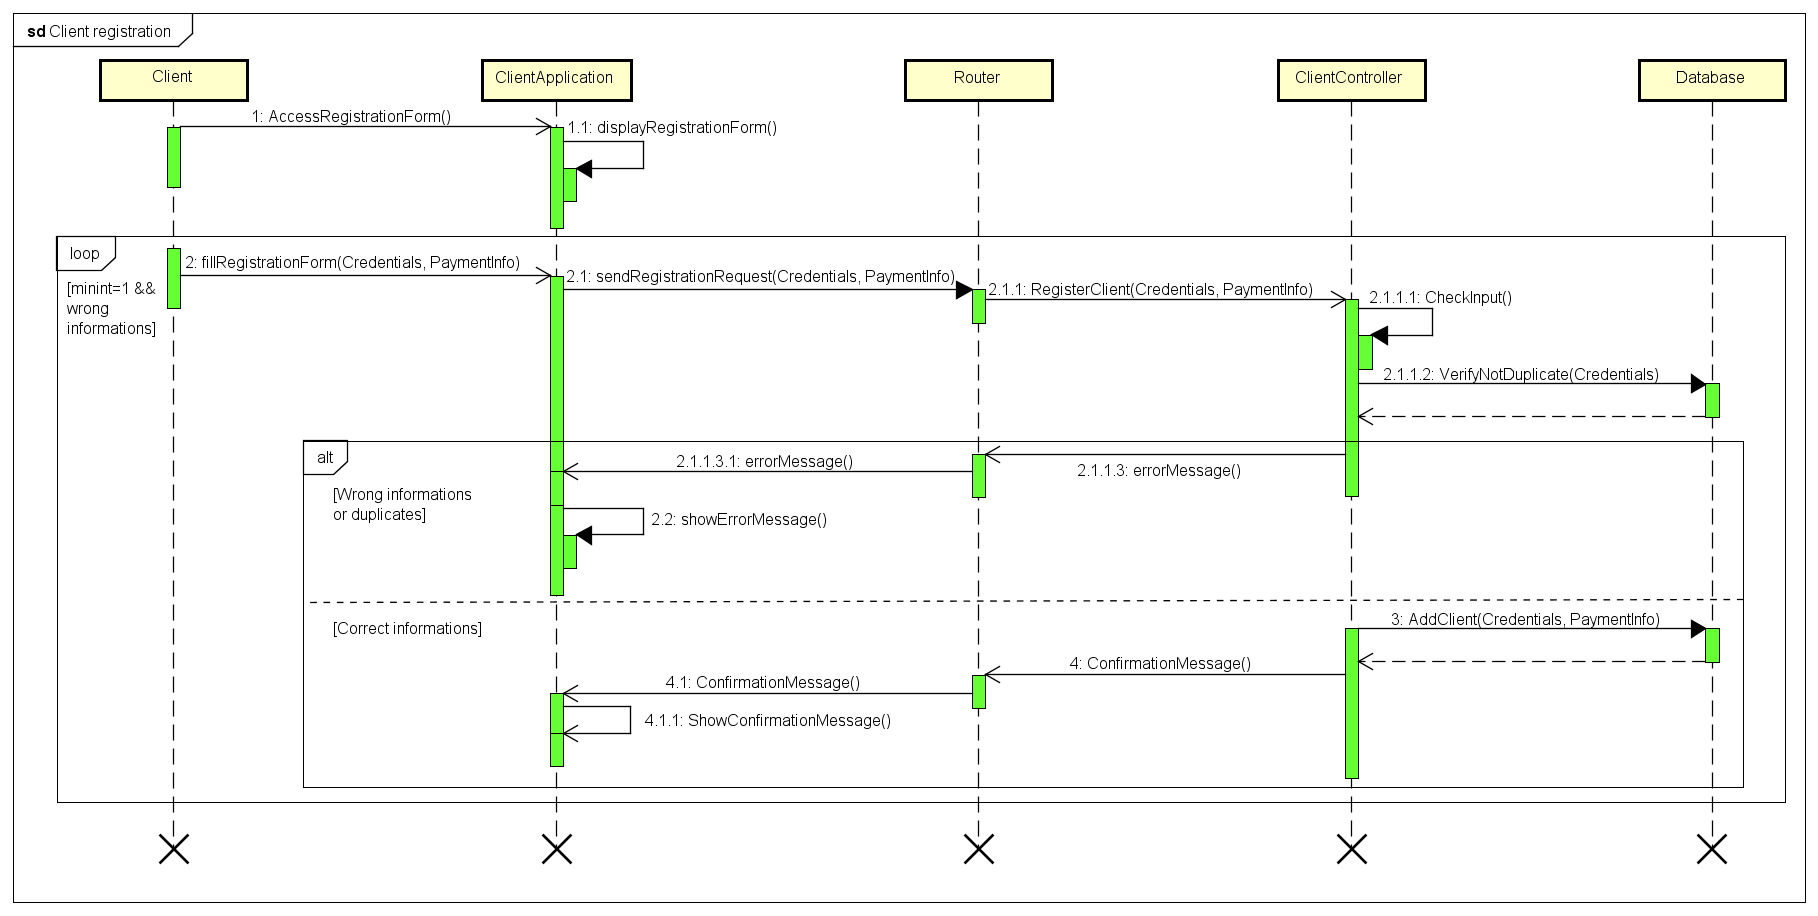 sd Client registration
Client
ClientApplication
Router
ClientController
Database
1: AccessRegistrationForm()
1.1: displayRegistrationForm()
loop
[minint=1 &&
wrong
informations]
2: fillRegistrationForm(Credentials, PaymentInfo)
2.1: sendRegistrationRequest(Credentials, PaymentInfo)
2.1.1: RegisterClient(Credentials, PaymentInfo)
2.1.1.1: CheckInput()
2.1.1.2: VerifyNotDuplicate(Credentials)
alt
[Wrong informations
or duplicates]
2.1.1.3.1: errorMessage()
2.1.1.3: errorMessage()
2.2: showErrorMessage()
[Correct informations]
3: AddClient(Credentials, PaymentInfo)
4: ConfirmationMessage()
4.1: ConfirmationMessage()
4.1.1: ShowConfirmationMessage()